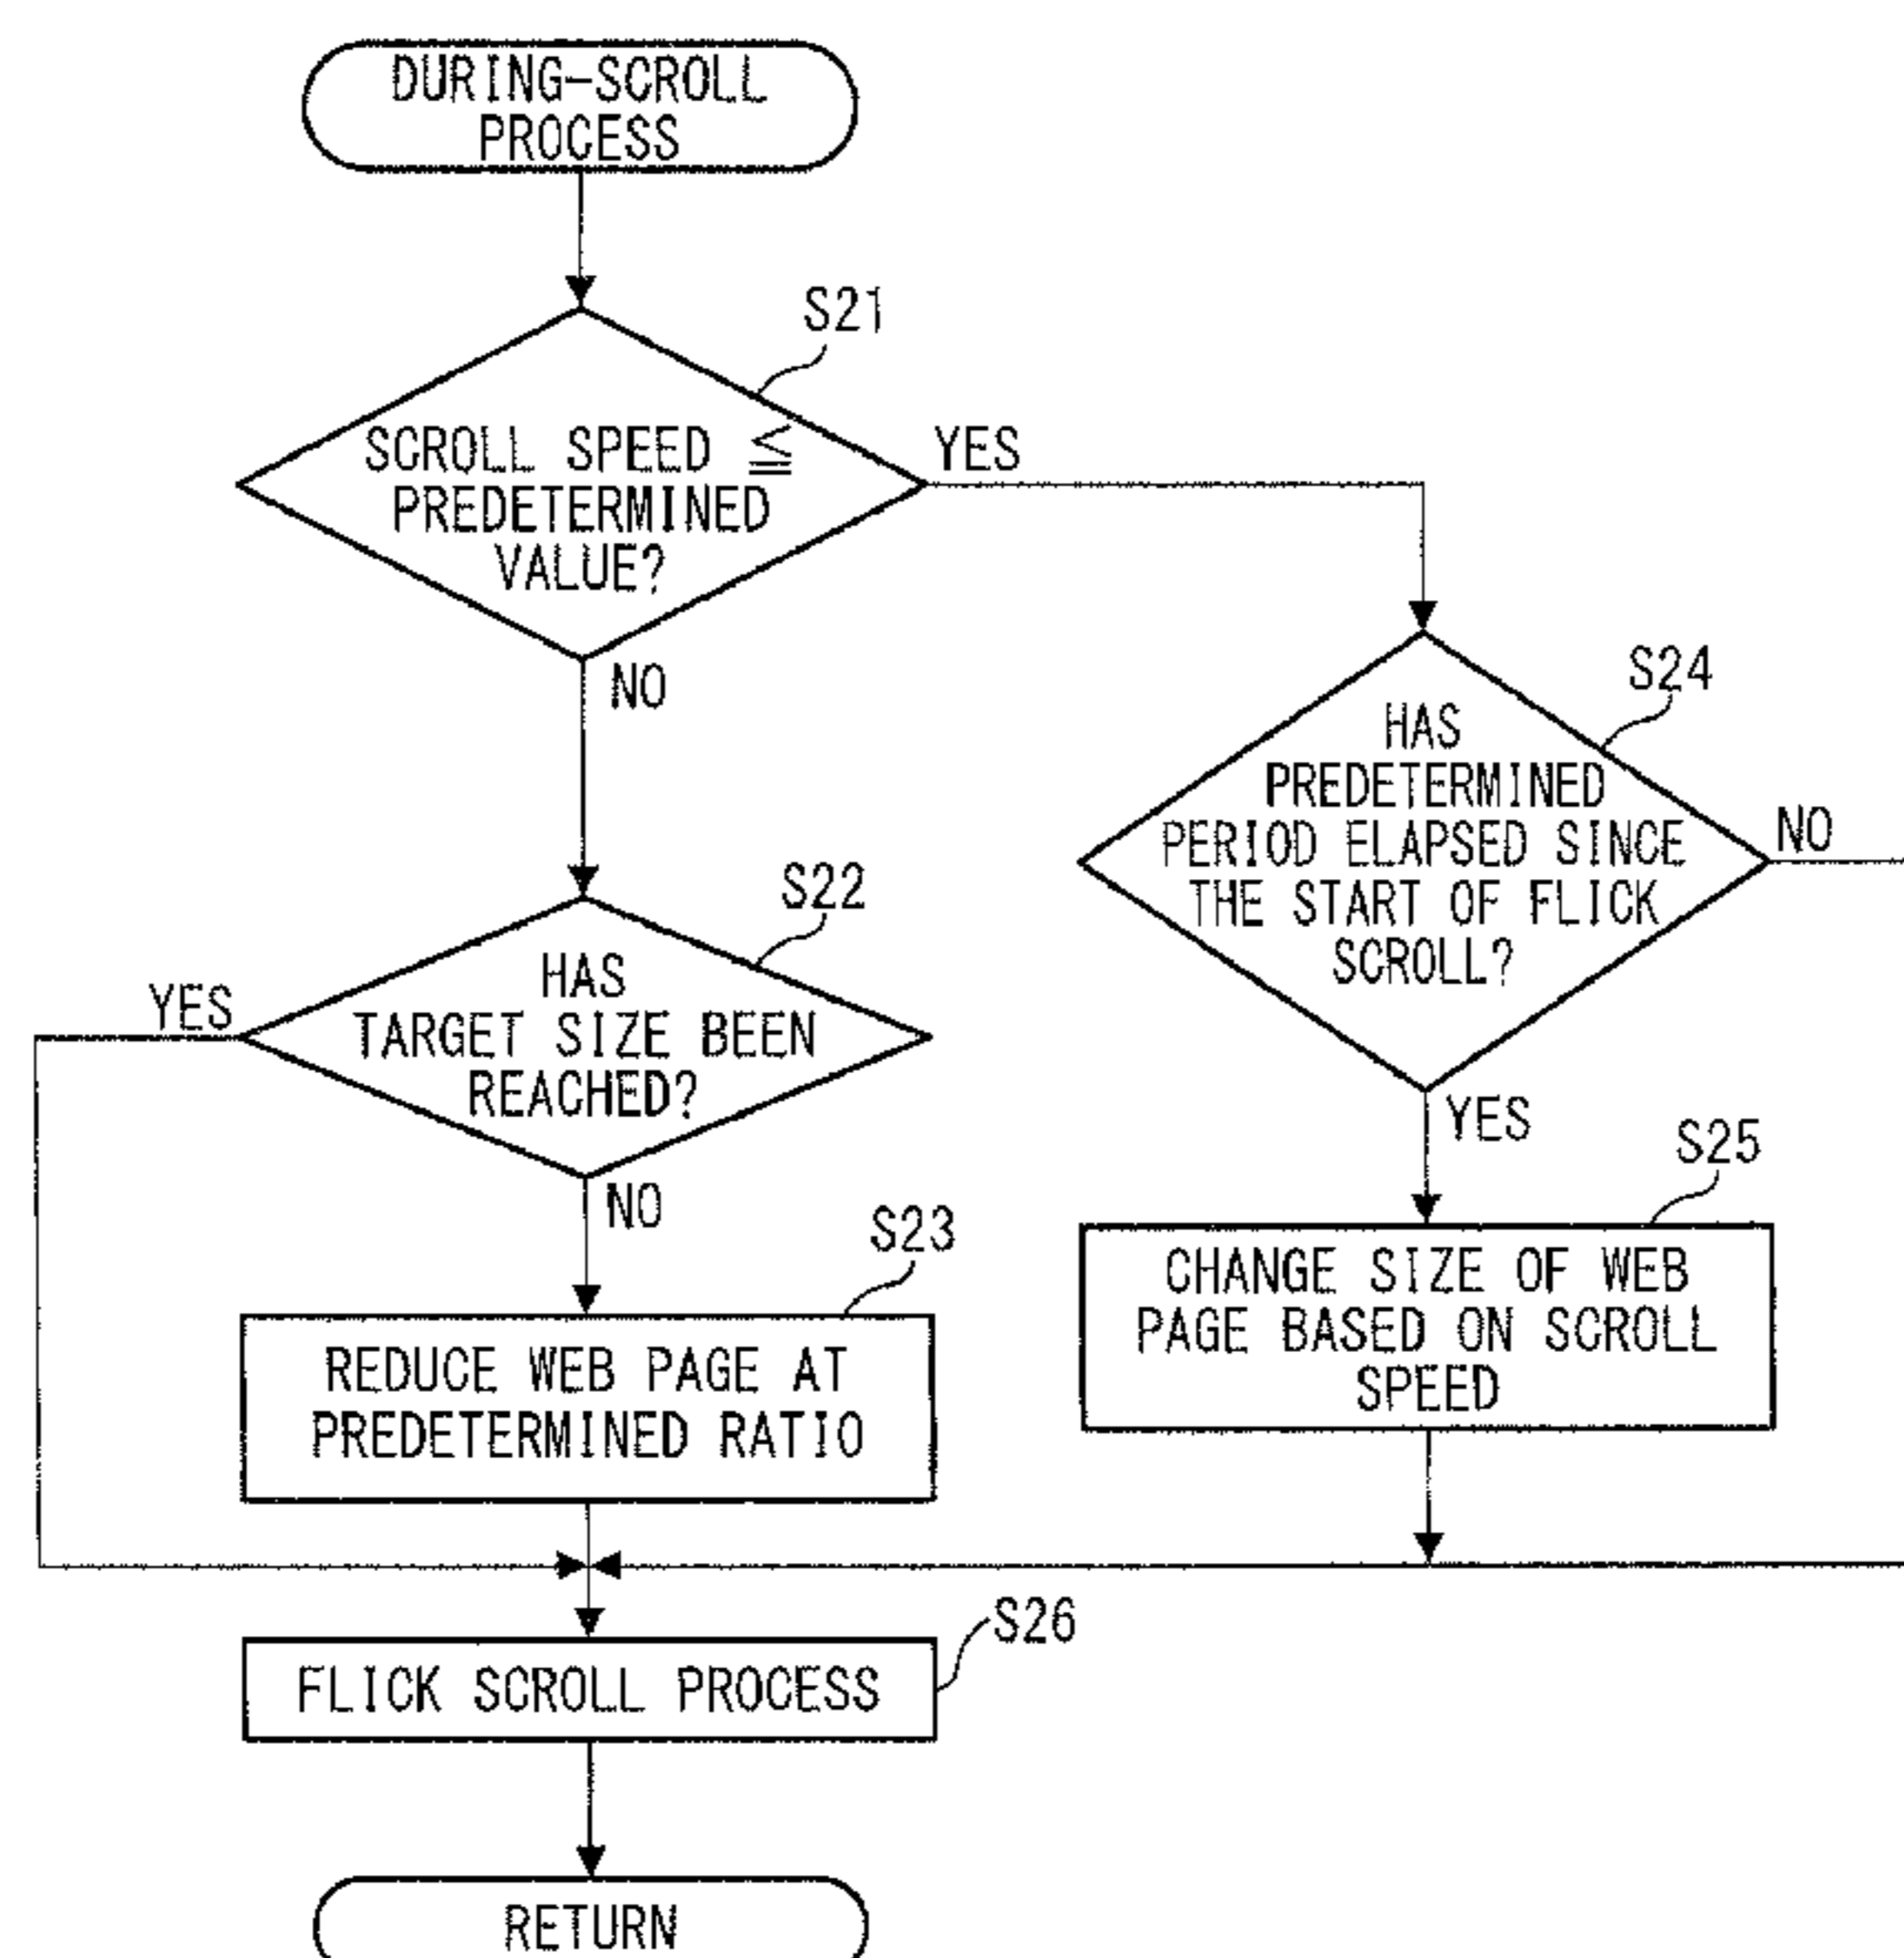 DURING-SCROLL
PROCESS
S21
SCROLL SPEED ≦
PREDETERMINED
VALUE?
YES
NO
S24
HAS
PREDETERMINED
PERIOD ELAPSED SINCE
THE START OF FLICK
SCROLL?
NO
YES
S22
HAS
TARGET SIZE BEEN
REACHED?
YES
NO
S23
REDUCE WEB PAGE AT
PREDETERMINED RATIO
S25
CHANGE SIZE OF WEB
PAGE BASED ON SCROLL
SPEED
S26
FLICK SCROLL PROCESS
RETURN